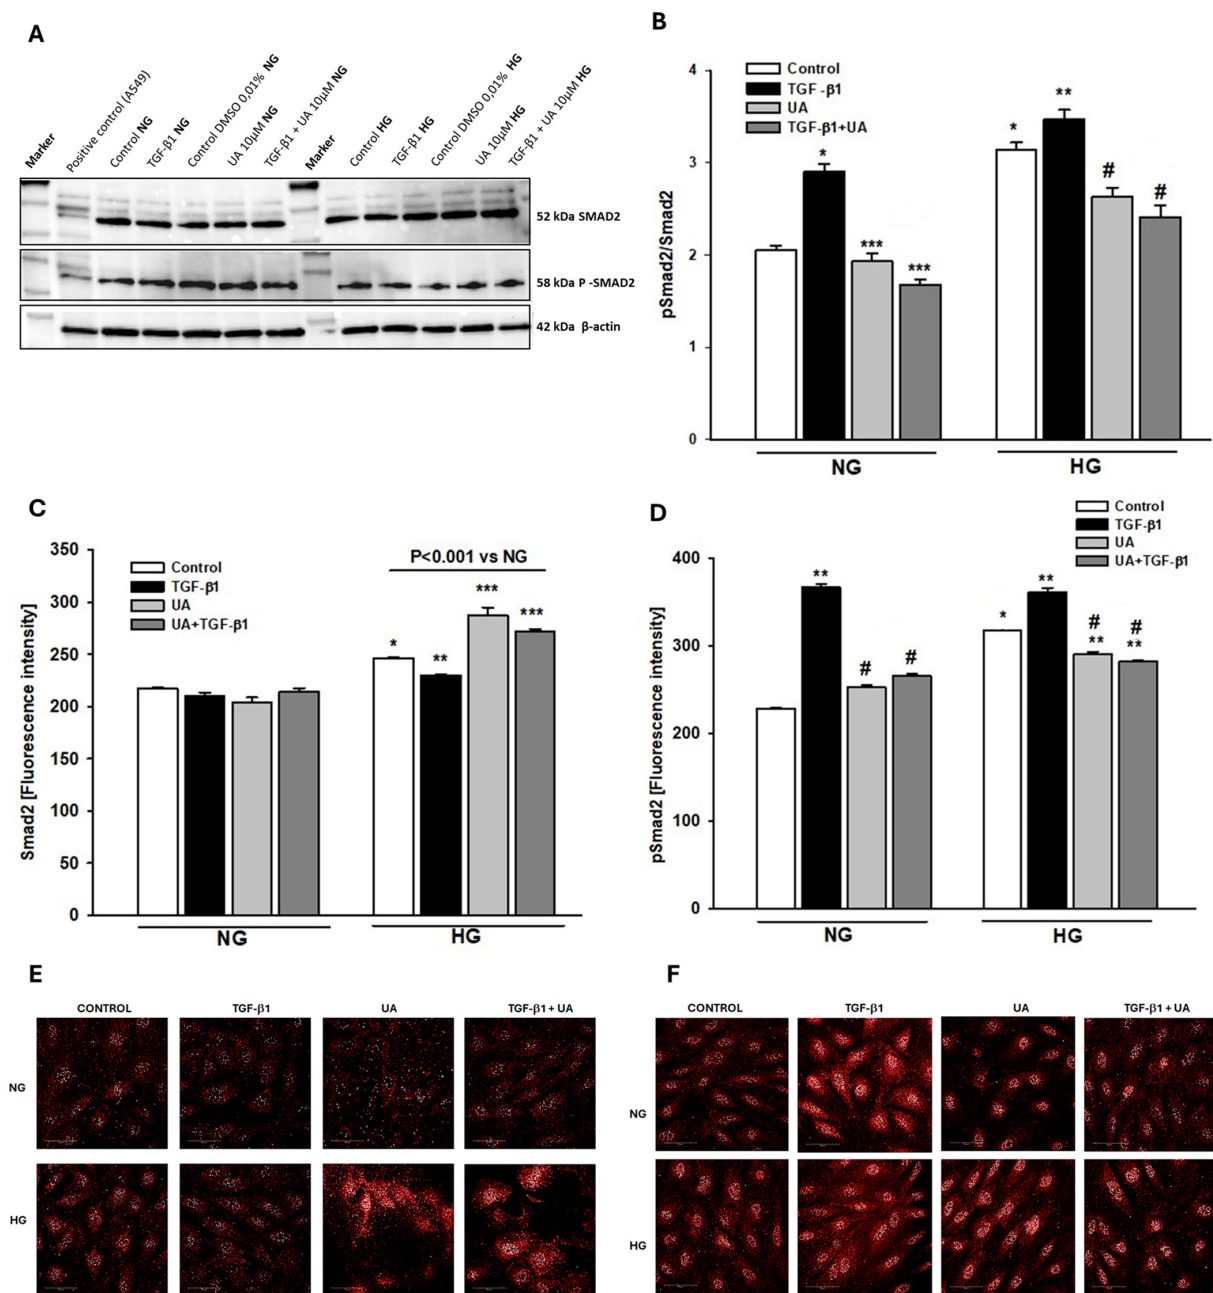 A
Marker
Positive control (A549)
Control NG
TGF-β1 NG
Control DMSO 0,01% NG
UA 10μM NG
TGF-β1 + UA 10μM NG
Marker
Control HG
TGF-β1 HG
Control DMSO 0,01% HG
UA 10μM HG
TGF-β1 + UA 10μM HG
52 kDa SMAD2
58 kDa P -SMAD2
42 kDa β-actin
B
Control
TGF -β1
UA
TGF-β1+UA
pSmad2/Smad2
4
3
2
1
0
*
***
***
*
**
#
#
NG
HG
C
Control
TGF-β1
UA
UA+TGF-β1
P<0.001 vs NG
Smad2 [Fluorescence intensity]
350
300
250
200
150
100
50
0
*
**
***
***
NG
HG
D
Control
TGF-β1
UA
UA+TGF-β1
pSmad2 [Fluorescence intensity]
400
300
200
100
0
**
#
#
*
**
#
**
#
**
NG
HG
E
CONTROL
TGF-β1
UA
TGF-β1 + UA
NG
HG
F
CONTROL
TGF-β1
UA
TGF-β1 + UA
NG
HG